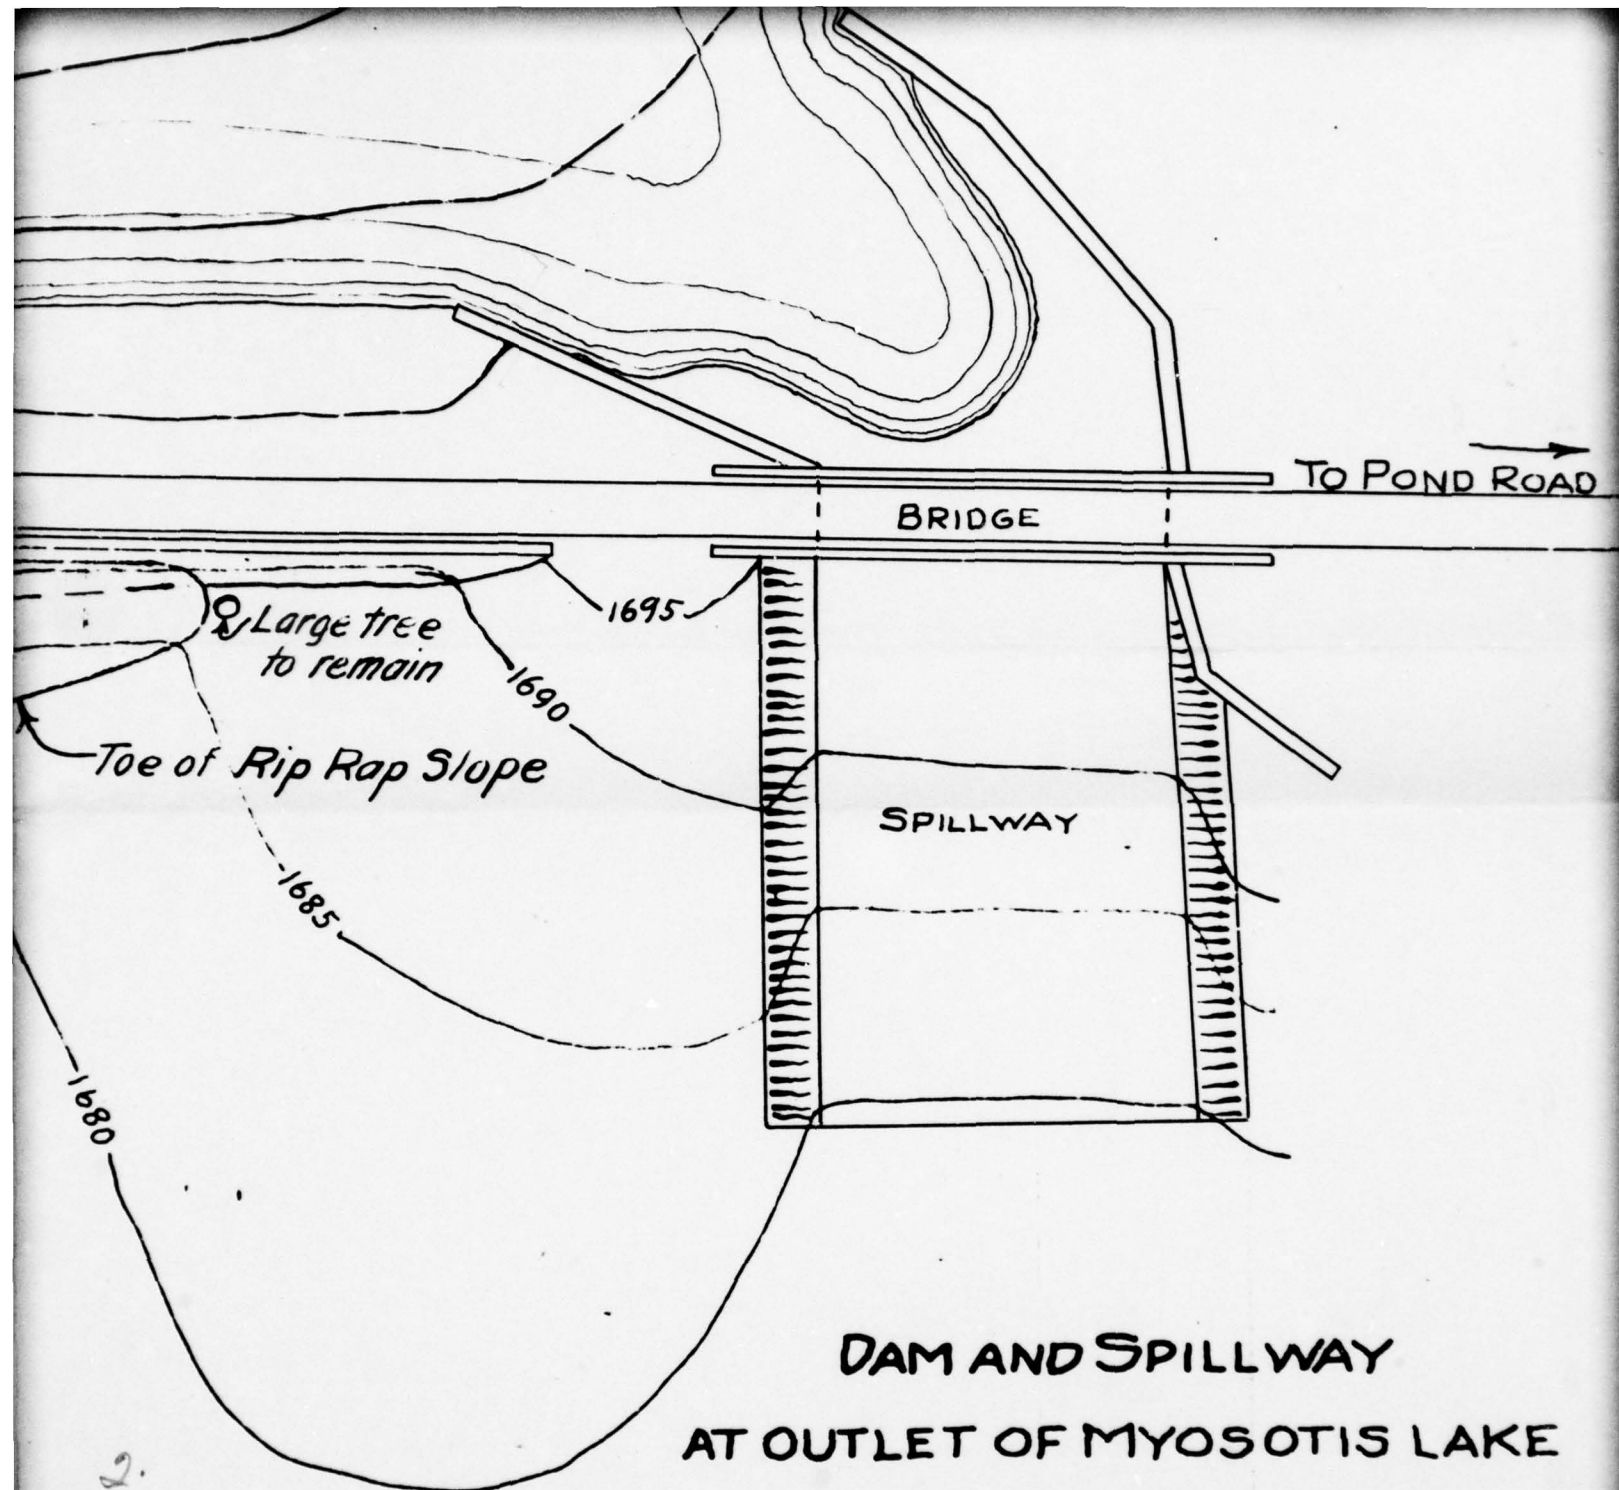 TO POND ROAD
BRIDGE
1695
Large tree
to remain
1690
Toe of Rip Rap Slope
SPILLWAY
1685
1680
DAM AND SPILLWAY
AT OUTLET OF MYOSOTIS LAKE
2.